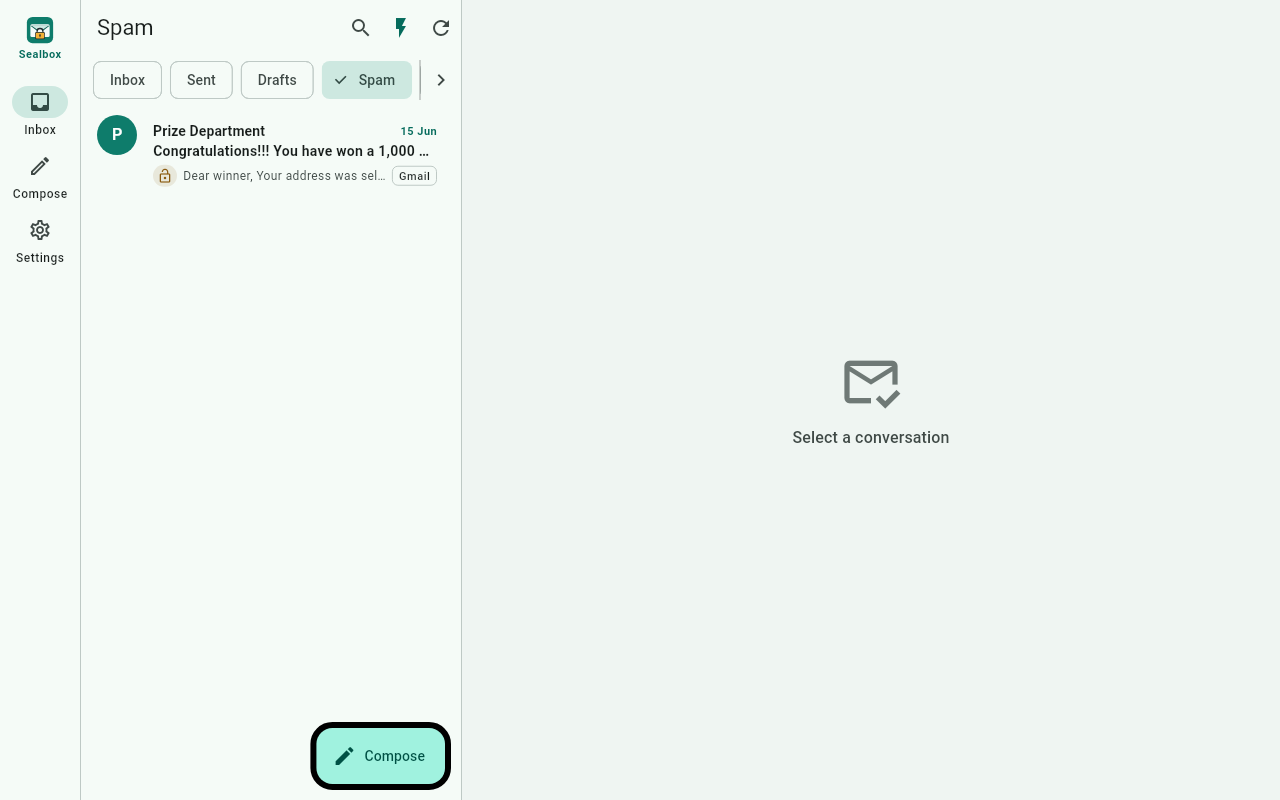 Sealbox
Inbox
Compose
Settings
Spam
Inbox
Sent
Drafts
Spam
P
Prize Department
15 Jun
Congratulations!!! You have won a 1,000 …
Dear winner, Your address was sel…
Gmail
Compose
Select a conversation